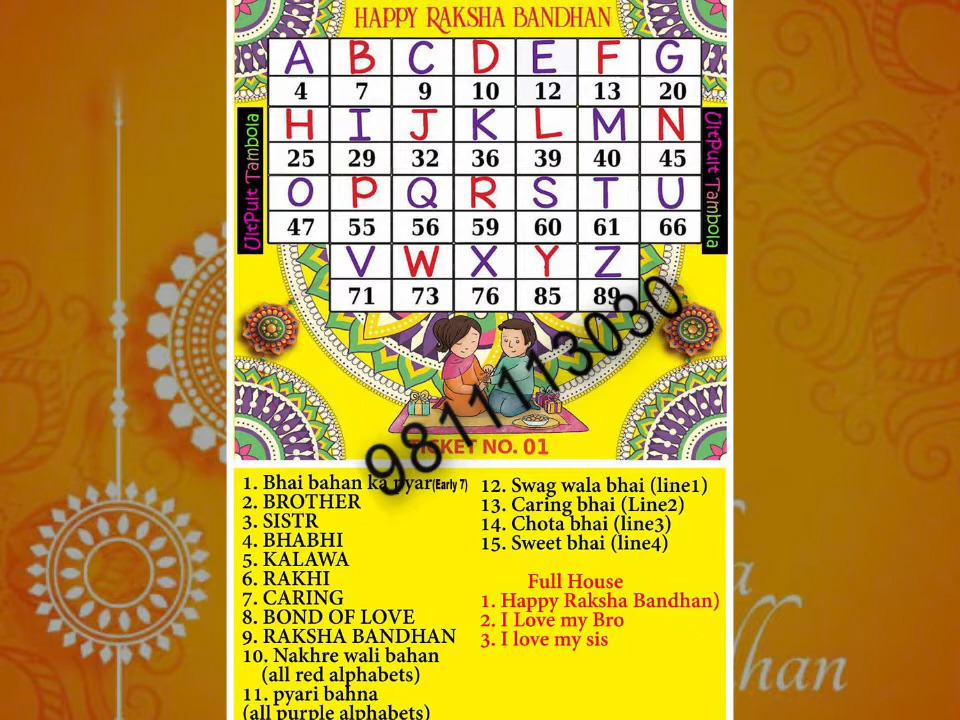 HAPPY RAKSHA BANDHAN
A B C D E F G
4 7 9 10 12 13 20
H I J K L M N
25 29 32 36 39 40 45
O P Q R S T U
47 55 56 59 60 61 66
V W X Y Z
71 73 76 85 89
UltPult Tambola
UltPult Tambola
9811113080
TICKET NO. 01
1. Bhai bahan ka pyar(Early 7)
2. BROTHER
3. SISTR
4. BHABHI
5. KALAWA
6. RAKHI
7. CARING
8. BOND OF LOVE
9. RAKSHA BANDHAN
10. Nakhre wali bahan
(all red alphabets)
11. pyari bahna
(all purple alphabets)
12. Swag wala bhai (line1)
13. Caring bhai (Line2)
14. Chota bhai (line3)
15. Sweet bhai (line4)
Full House
1. Happy Raksha Bandhan)
2. I Love my Bro
3. I love my sis